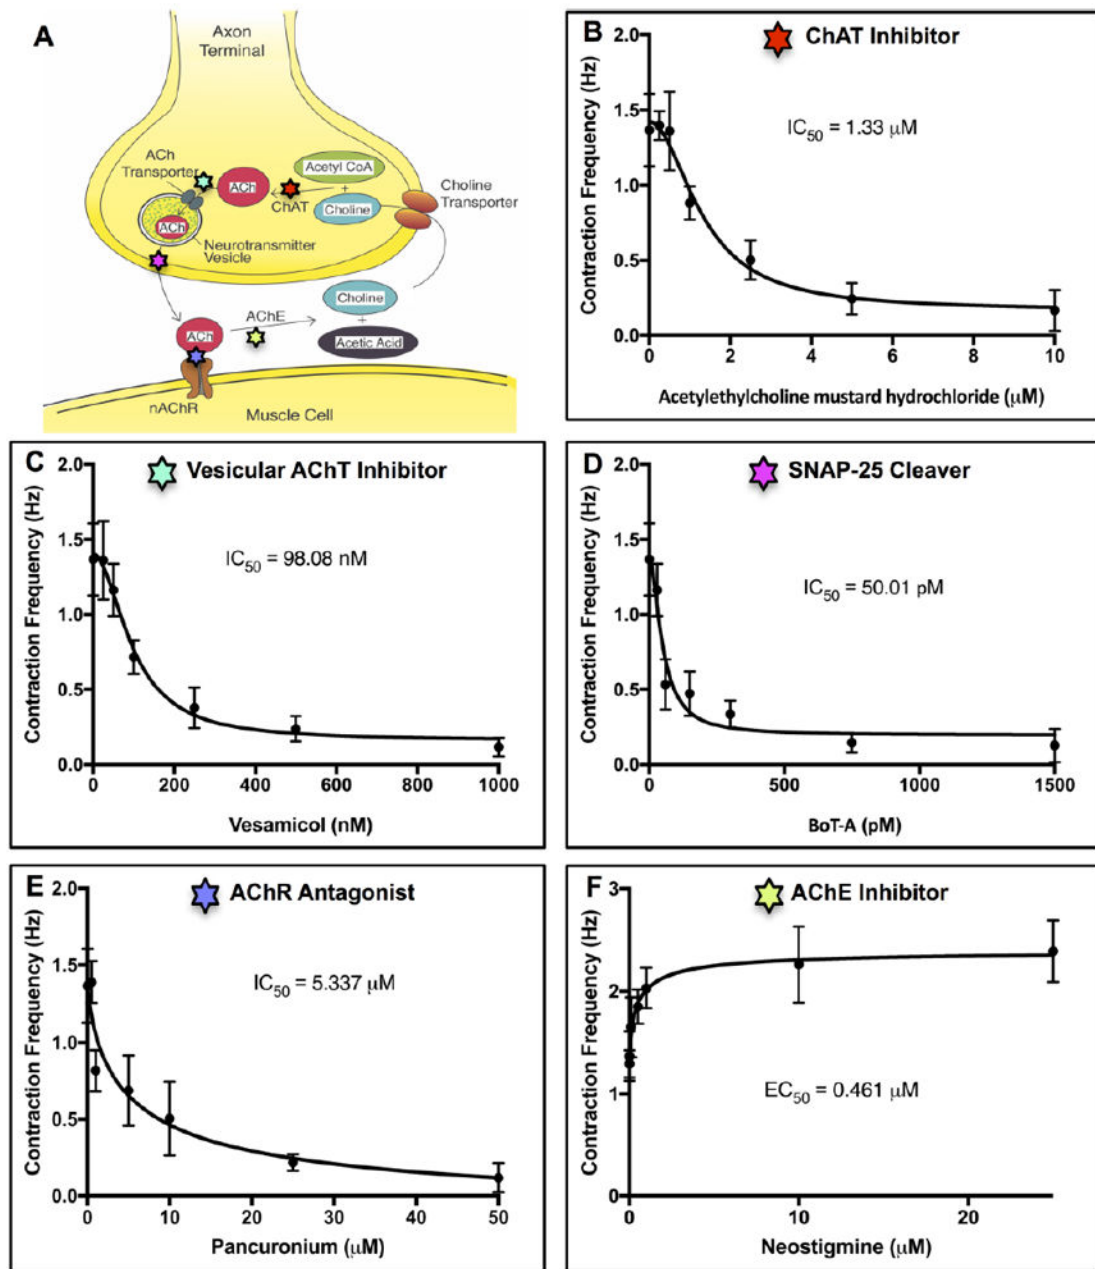 A
Axon
Terminal
ACh
Transporter
ACh
Acetyl CoA
+
ChAT
Choline
Choline
Transporter
ACh
Neurotransmitter
Vesicle
AChE
Choline
+
ACh
Acetic Acid
nAChR
Muscle Cell
B
ChAT Inhibitor
Contraction Frequency (Hz)
2.0
1.5
1.0
0.5
0.0
IC50 = 1.33 μM
0 2 4 6 8 10
Acetylethylcholine mustard hydrochloride (μM)
C
Vesicular AChT Inhibitor
Contraction Frequency (Hz)
2.0
1.5
1.0
0.5
0.0
IC50 = 98.08 nM
0 200 400 600 800 1000
Vesamicol (nM)
D
SNAP-25 Cleaver
Contraction Frequency (Hz)
2.0
1.5
1.0
0.5
0.0
IC50 = 50.01 pM
0 500 1000 1500
BoT-A (pM)
E
AChR Antagonist
Contraction Frequency (Hz)
2.0
1.5
1.0
0.5
0.0
IC50 = 5.337 μM
0 10 20 30 40 50
Pancuronium (μM)
F
AChE Inhibitor
Contraction Frequency (Hz)
3
2
1
0
EC50 = 0.461 μM
0 10 20
Neostigmine (μM)